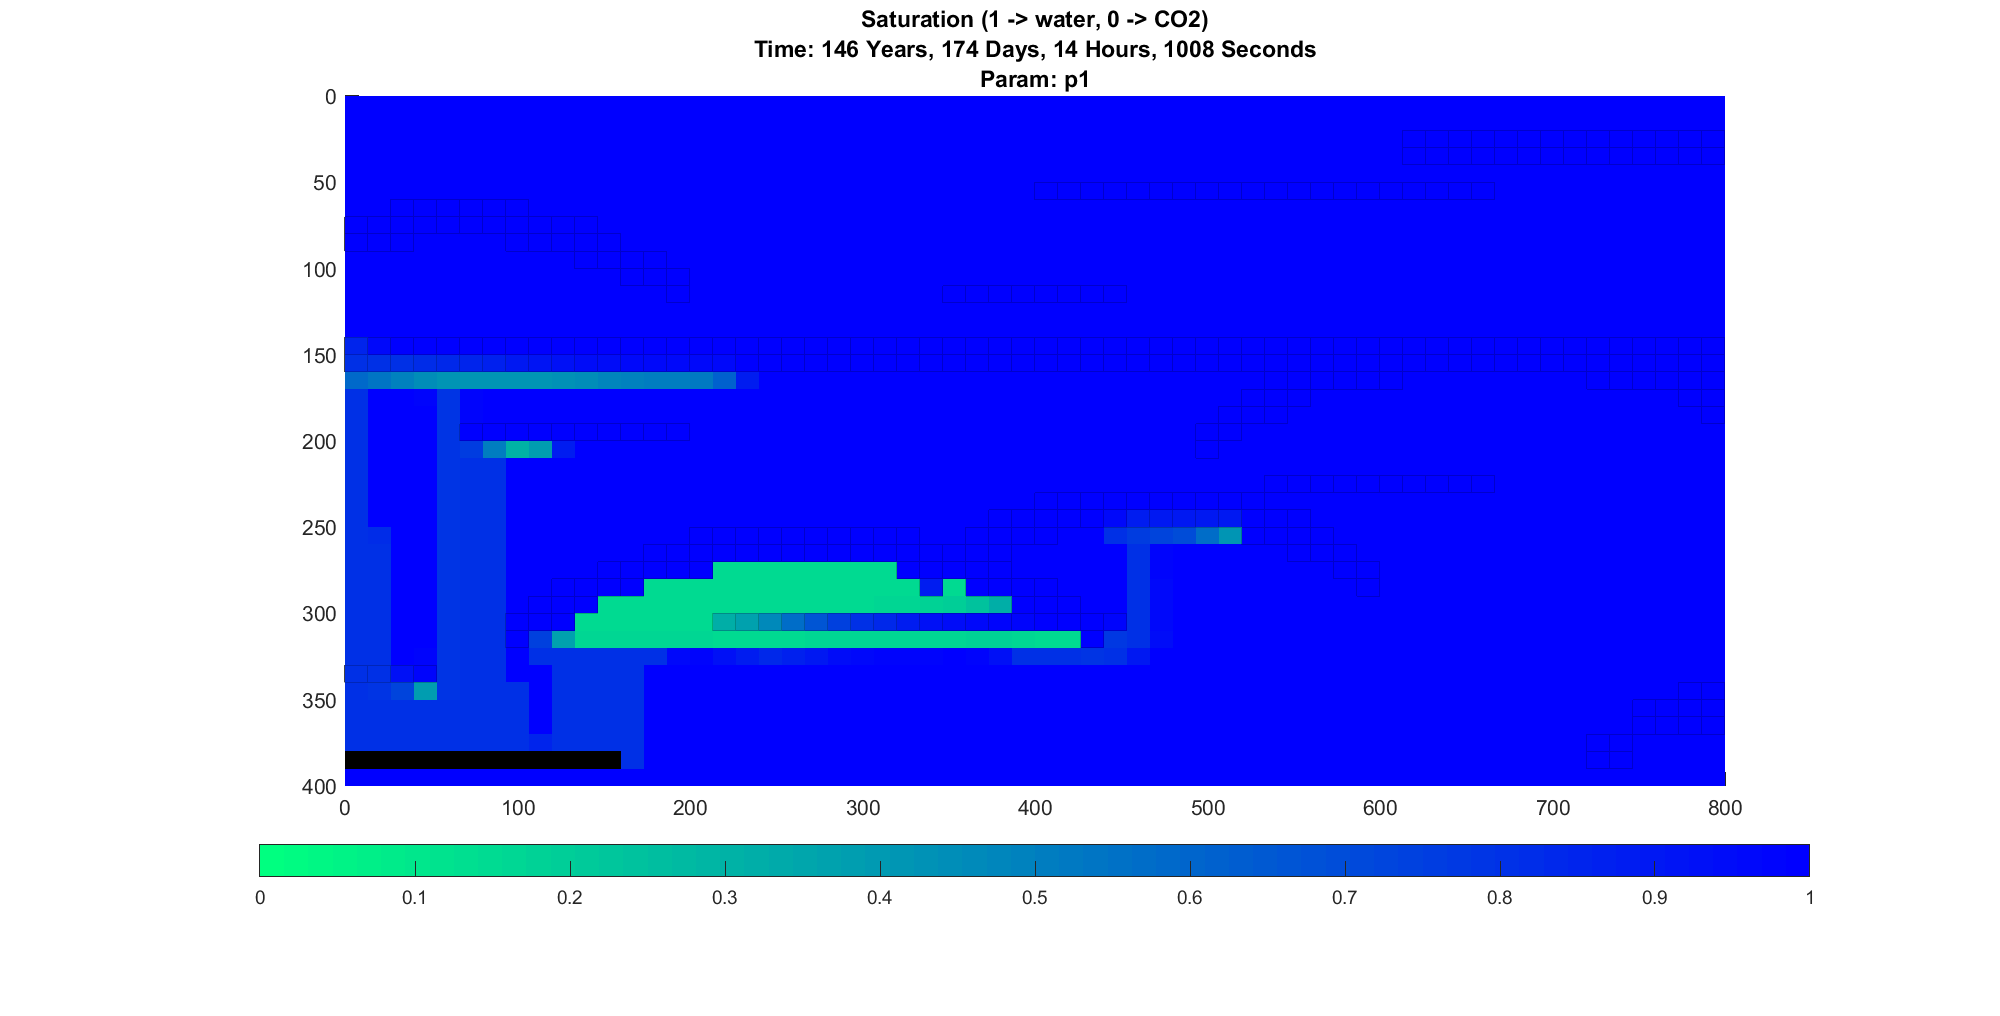 Saturation (1 -> water, 0 -> CO2)
Time: 146 Years, 174 Days, 14 Hours, 1008 Seconds
Param: p1
0
50
100
150
200
250
300
350
400
0 100 200 300 400 500 600 700 800
0 0.1 0.2 0.3 0.4 0.5 0.6 0.7 0.8 0.9 1